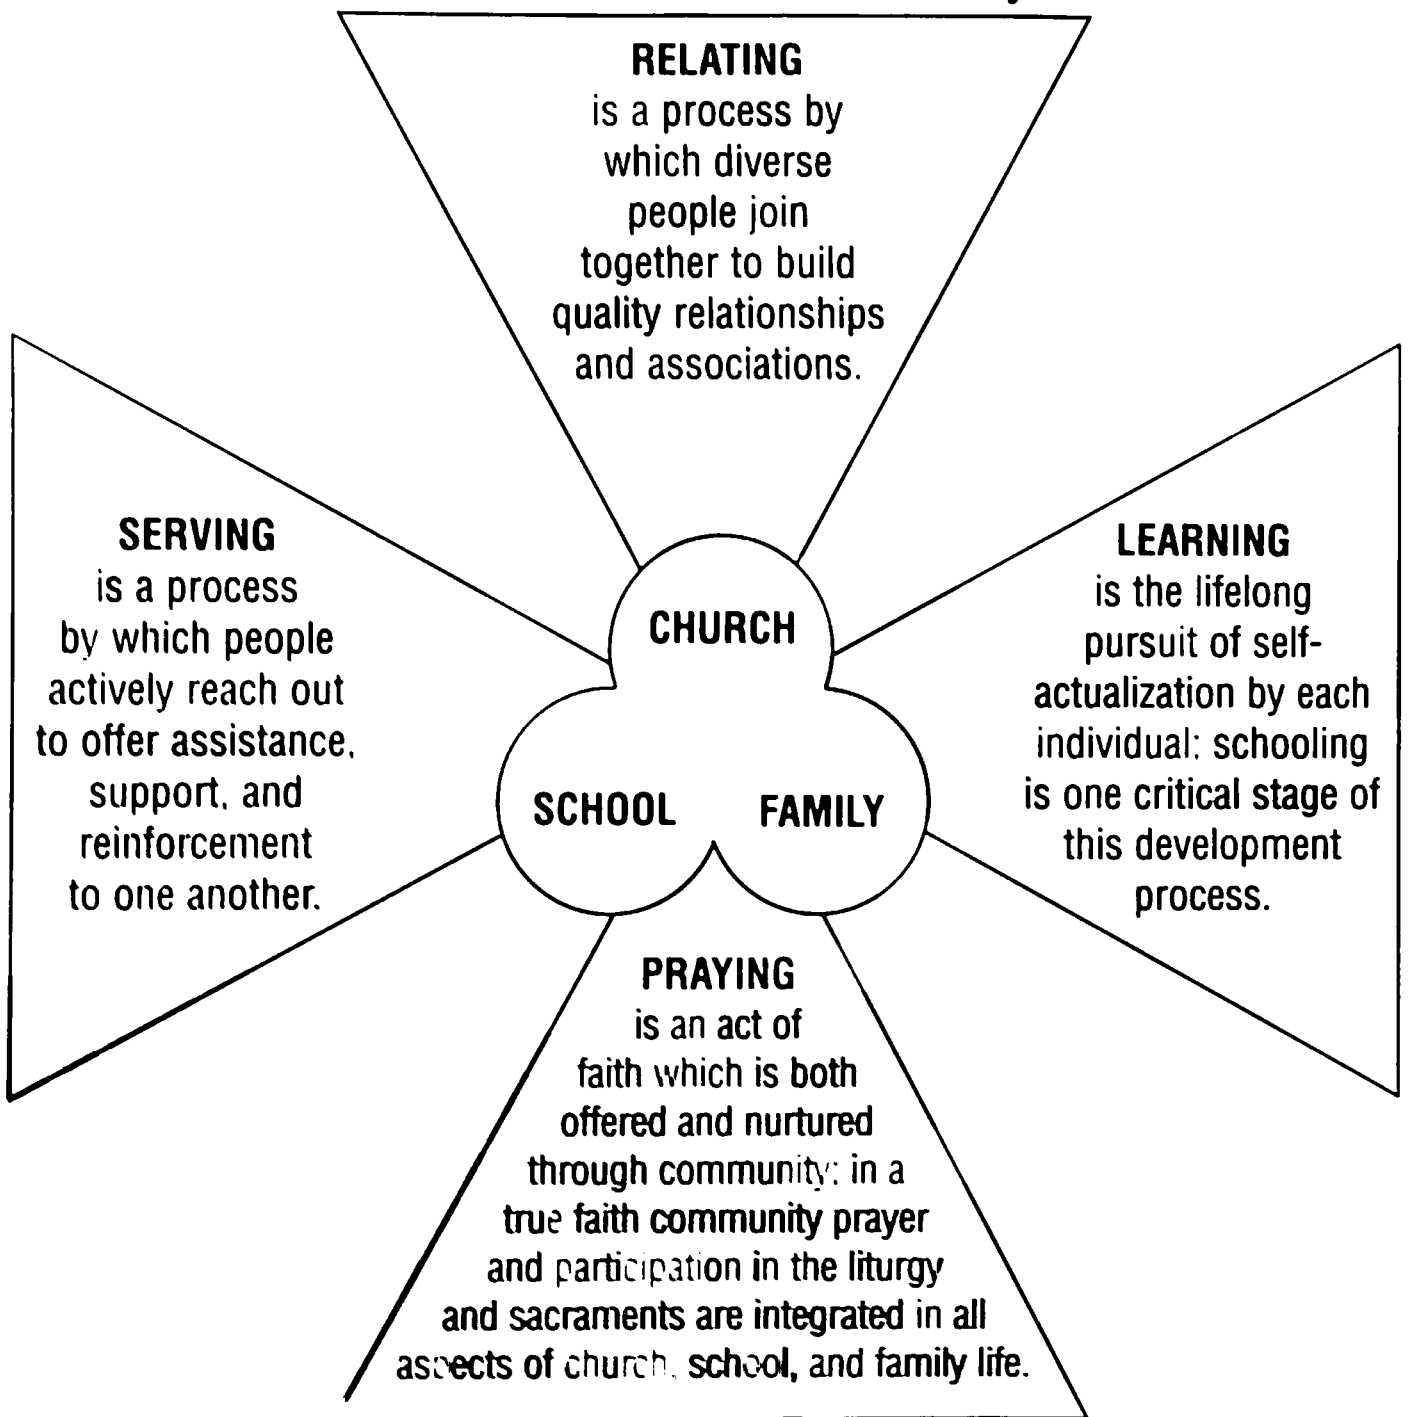 RELATING
is a process by
which diverse
people join
together to build
quality relationships
and associations.
SERVING
is a process
by which people
actively reach out
to offer assistance,
support, and
reinforcement
to one another.
CHURCH
SCHOOL
FAMILY
LEARNING
is the lifelong
pursuit of self-
actualization by each
individual; schooling
is one critical stage of
this development
process.
PRAYING
is an act of
faith which is both
offered and nurtured
through community; in a
true faith community prayer
and participation in the liturgy
and sacraments are integrated in all
aspects of church, school, and family life.